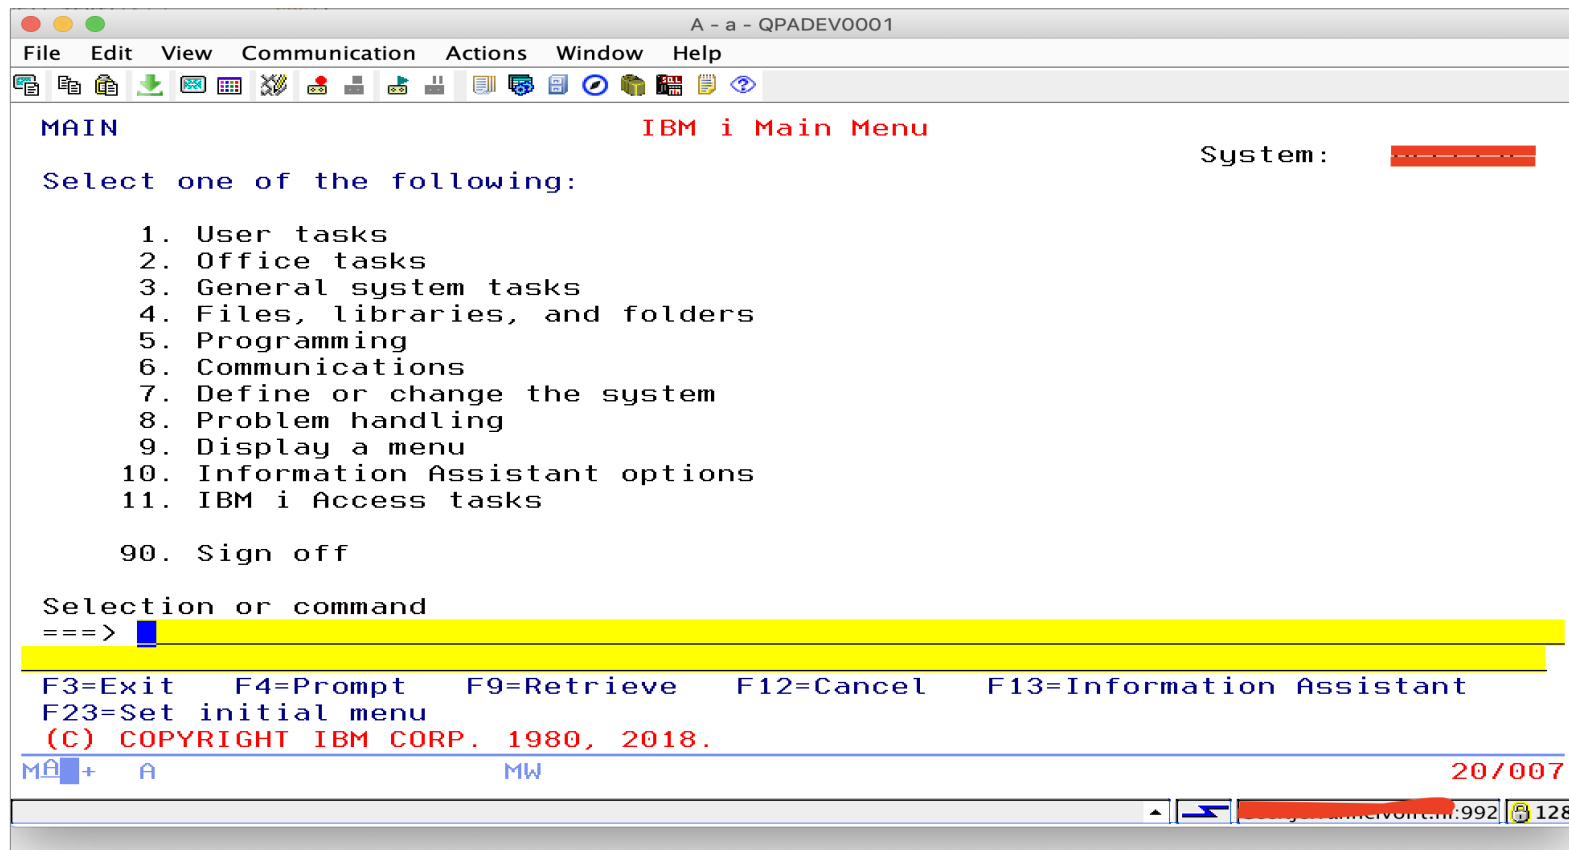 A - a - QPADEV0001
File Edit View Communication Actions Window Help
MAIN IBM i Main Menu
System:
Select one of the following:
1. User tasks
2. Office tasks
3. General system tasks
4. Files, libraries, and folders
5. Programming
6. Communications
7. Define or change the system
8. Problem handling
9. Display a menu
10. Information Assistant options
11. IBM i Access tasks
90. Sign off
Selection or command
===>
F3=Exit F4=Prompt F9=Retrieve F12=Cancel F13=Information Assistant
F23=Set initial menu
(C) COPYRIGHT IBM CORP. 1980, 2018.
MA + A MW 20/007
:992 128